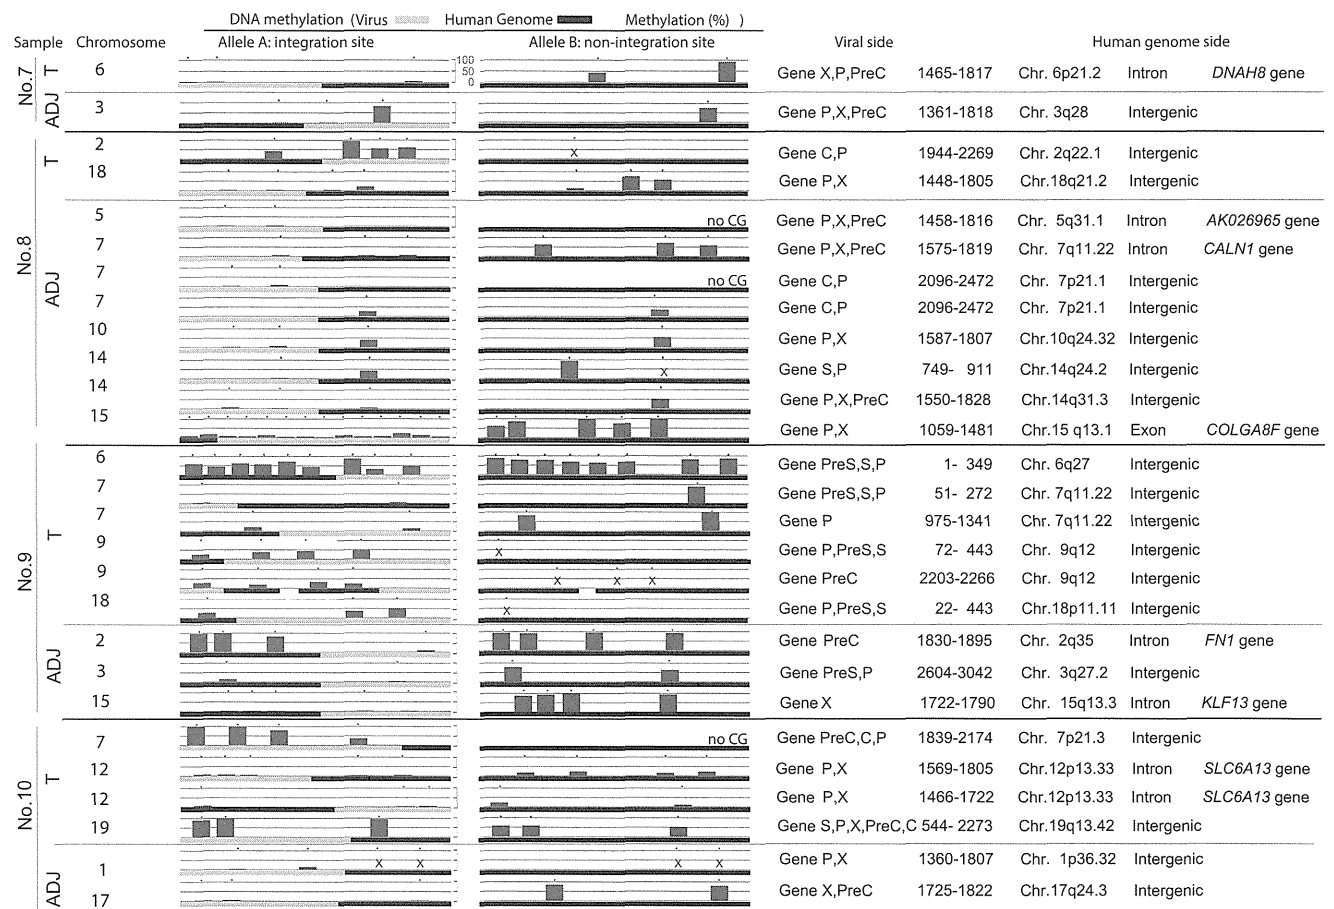 DNA methylation (Virus Human Genome Methylation (%) )
Sample Chromosome Allele A: integration site Allele B: non-integration site Viral side Human genome side
No.7
T
6 100 50 0 Gene X,P,PreC 1465-1817 Chr. 6p21.2 Intron DNAH8 gene
ADJ
3 Gene P,X,PreC 1361-1818 Chr. 3q28 Intergenic
No.8
T
2 X Gene C,P 1944-2269 Chr. 2q22.1 Intergenic
18 Gene P,X 1448-1805 Chr.18q21.2 Intergenic
ADJ
5 no CG Gene P,X,PreC 1458-1816 Chr. 5q31.1 Intron AK026965 gene
7 Gene P,X,PreC 1575-1819 Chr. 7q11.22 Intron CALN1 gene
7 no CG Gene C,P 2096-2472 Chr. 7p21.1 Intergenic
7 Gene C,P 2096-2472 Chr. 7p21.1 Intergenic
10 Gene P,X 1587-1807 Chr.10q24.32 Intergenic
14 X Gene S,P 749- 911 Chr.14q24.2 Intergenic
14 Gene P,X,PreC 1550-1828 Chr.14q31.3 Intergenic
15 Gene P,X 1059-1481 Chr.15 q13.1 Exon COLGA8F gene
No.9
T
6 Gene PreS,S,P 1- 349 Chr. 6q27 Intergenic
7 Gene PreS,S,P 51- 272 Chr. 7q11.22 Intergenic
7 Gene P 975-1341 Chr. 7q11.22 Intergenic
9 X Gene P,PreS,S 72- 443 Chr. 9q12 Intergenic
9 X X X Gene PreC 2203-2266 Chr. 9q12 Intergenic
18 X Gene P,PreS,S 22- 443 Chr.18p11.11 Intergenic
ADJ
2 Gene PreC 1830-1895 Chr. 2q35 Intron FN1 gene
3 Gene PreS,P 2604-3042 Chr. 3q27.2 Intergenic
15 Gene X 1722-1790 Chr. 15q13.3 Intron KLF13 gene
No.10
T
7 no CG Gene PreC,C,P 1839-2174 Chr. 7p21.3 Intergenic
12 Gene P,X 1569-1805 Chr.12p13.33 Intron SLC6A13 gene
12 Gene P,X 1466-1722 Chr.12p13.33 Intron SLC6A13 gene
19 Gene S,P,X,PreC,C 544- 2273 Chr.19q13.42 Intergenic
ADJ
1 X X X X Gene P,X 1360-1807 Chr. 1p36.32 Intergenic
17 Gene X,PreC 1725-1822 Chr.17q24.3 Intergenic